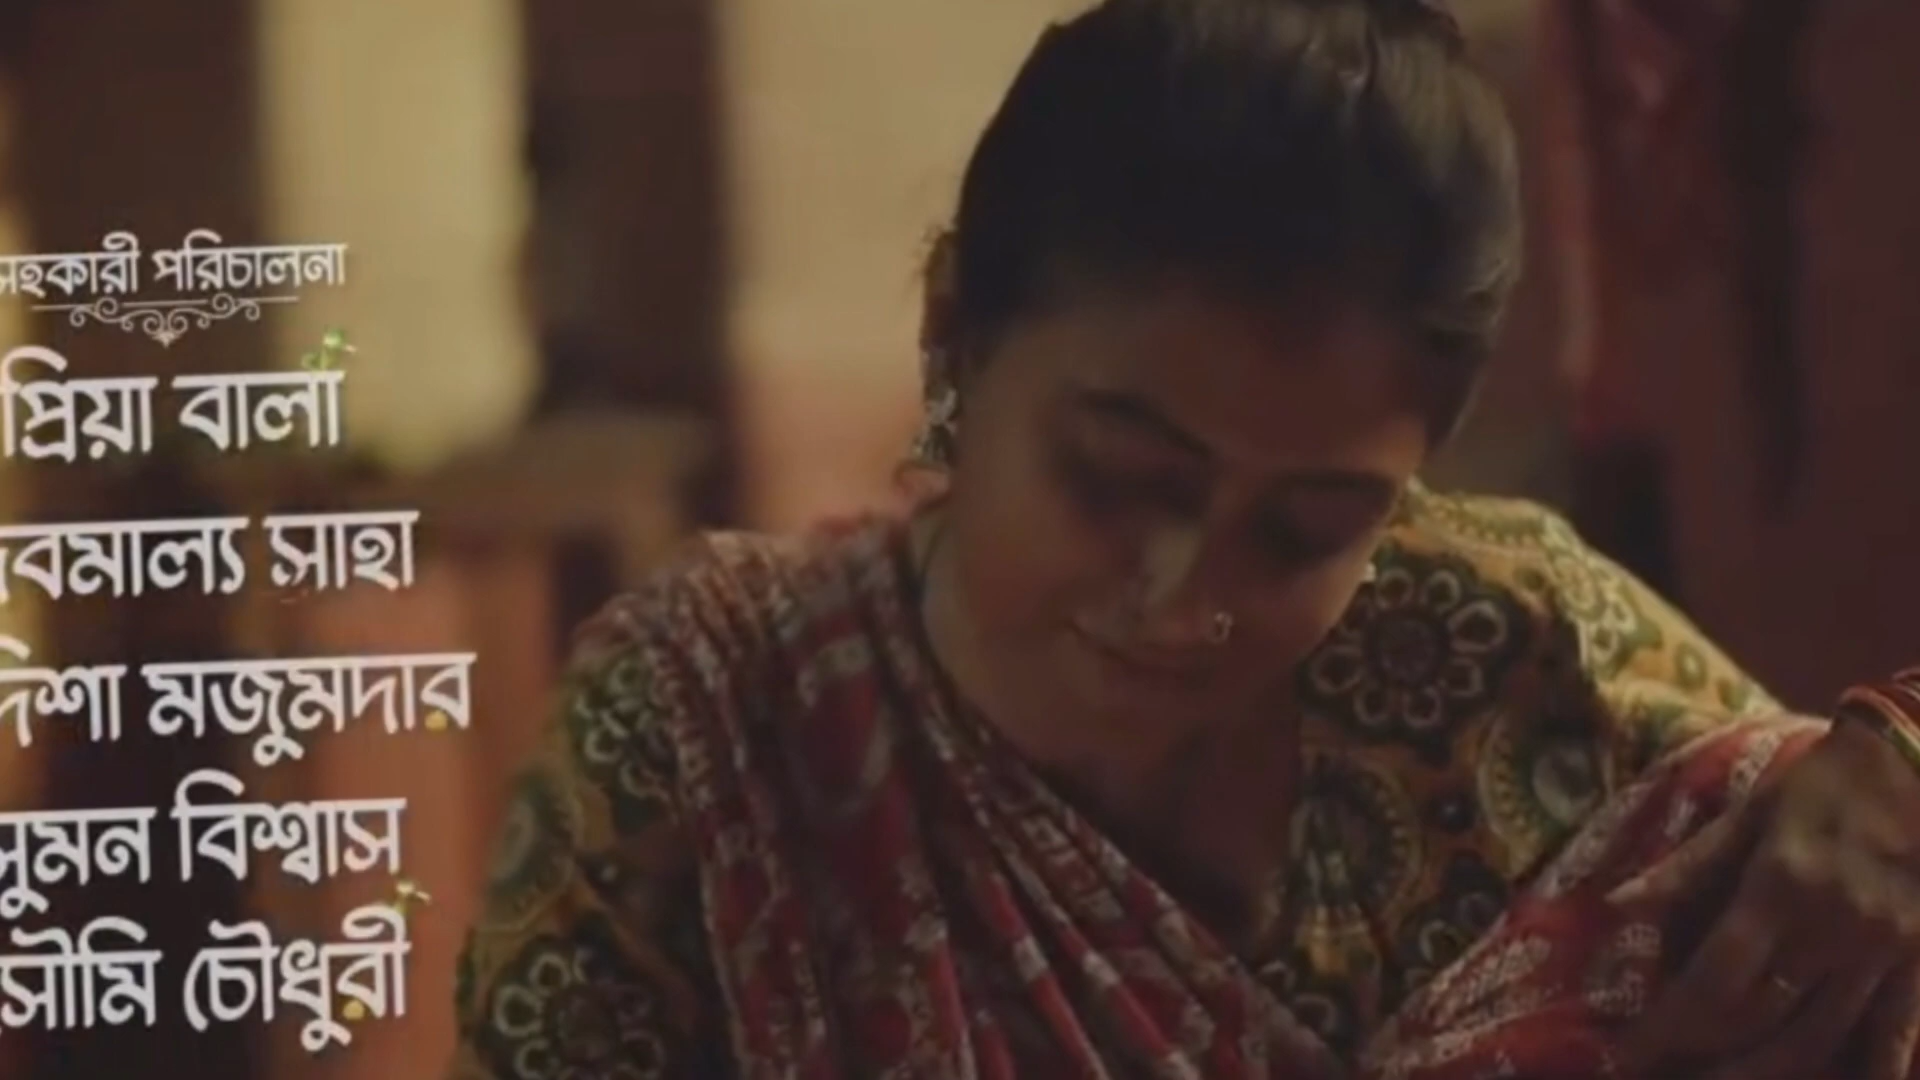 সহকারী পরিচালনা
প্রিয়া বালা
সাহা
দিশা মজুমদার
সুমন বিশ্বাস
সৌমি চৌধুরী